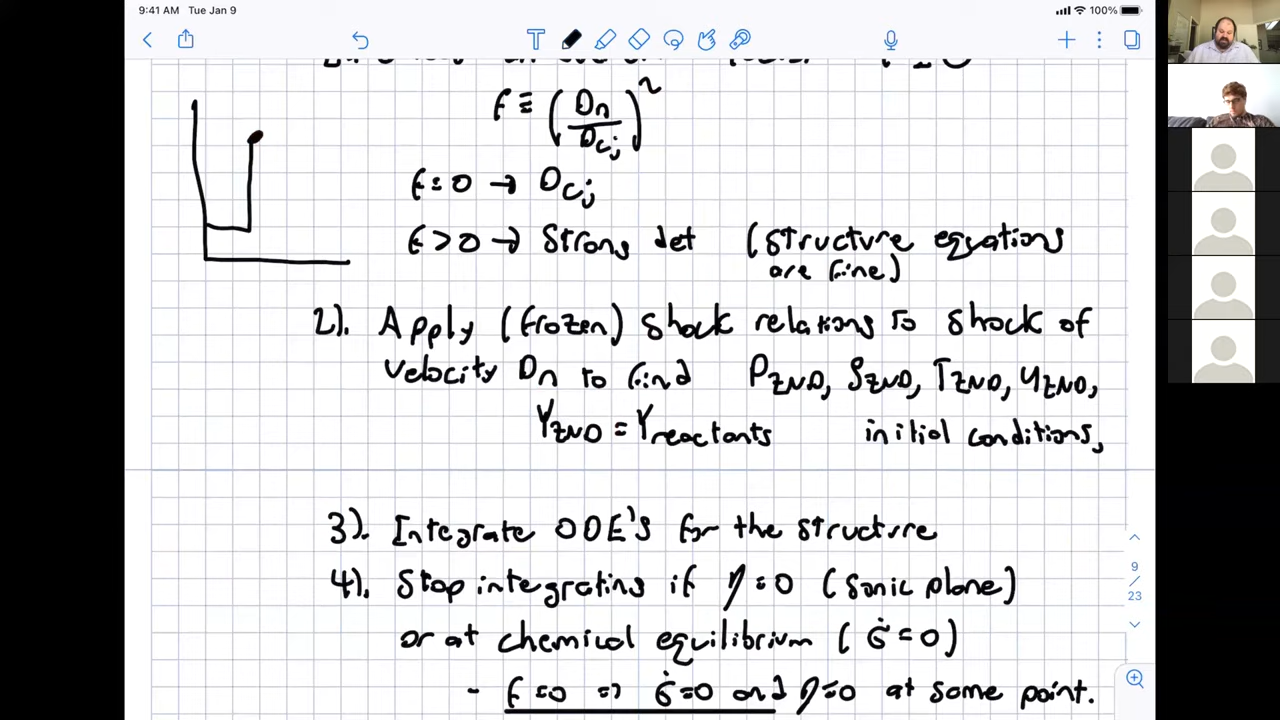 9:41 AM Tue Jan 9
100%
f ≡ (Dn / Dcj)²
f = 0 → Dcj
f > 0 → Strong det (structure equations
are fine)
2). Apply (frozen) shock relations to shock of
velocity Dn to find PZND, ρZND, TZND, uZND,
YZND = Yreactants initial conditions,
3). Integrate ODE's for the structure
4). Stop integrating if η = 0 (Sonic plane)
or at chemical equilibrium (σ̇ = 0)
- f = 0 ⇒ σ̇ = 0 and η = 0 at some point.
9
23